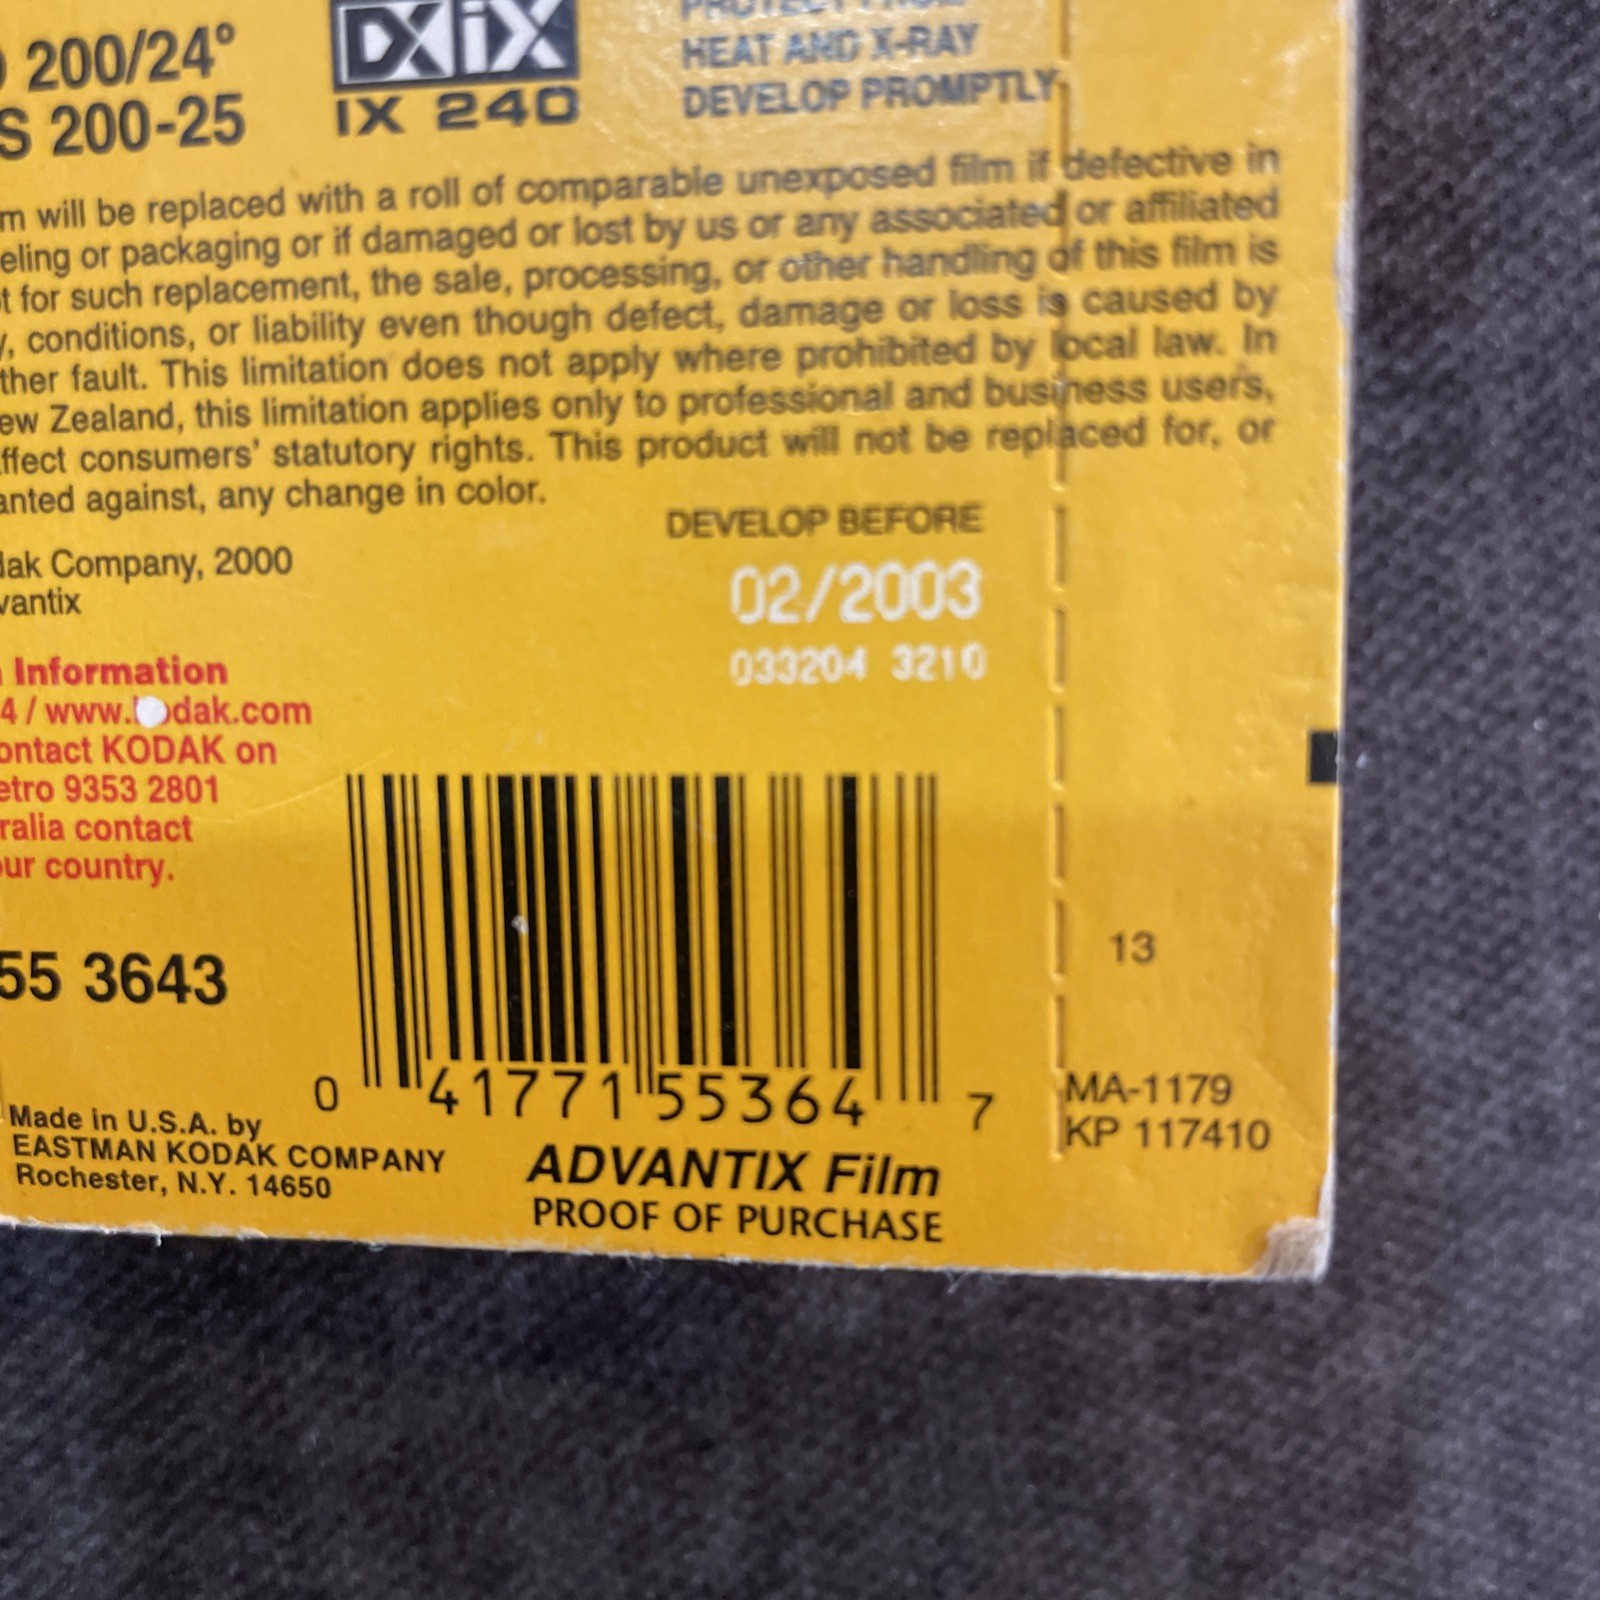 200/24°
S 200-25
DX iX
IX 240
HEAT AND X-RAY
DEVELOP PROMPTLY
m will be replaced with a roll of comparable unexposed film if defective in
eling or packaging or if damaged or lost by us or any associated or affiliated
t for such replacement, the sale, processing, or other handling of this film is
y, conditions, or liability even though defect, damage or loss is caused by
ther fault. This limitation does not apply where prohibited by local law. In
ew Zealand, this limitation applies only to professional and business users,
ffect consumers' statutory rights. This product will not be replaced for, or
anted against, any change in color.
DEVELOP BEFORE
02/2003
033204 3210
dak Company, 2000
vantix
Information
4 / www.kodak.com
ontact KODAK on
etro 9353 2801
ralia contact
our country.
55 3643
0 41771 55364 7
Made in U.S.A. by
EASTMAN KODAK COMPANY
Rochester, N.Y. 14650
ADVANTIX Film
PROOF OF PURCHASE
13
MA-1179
KP 117410